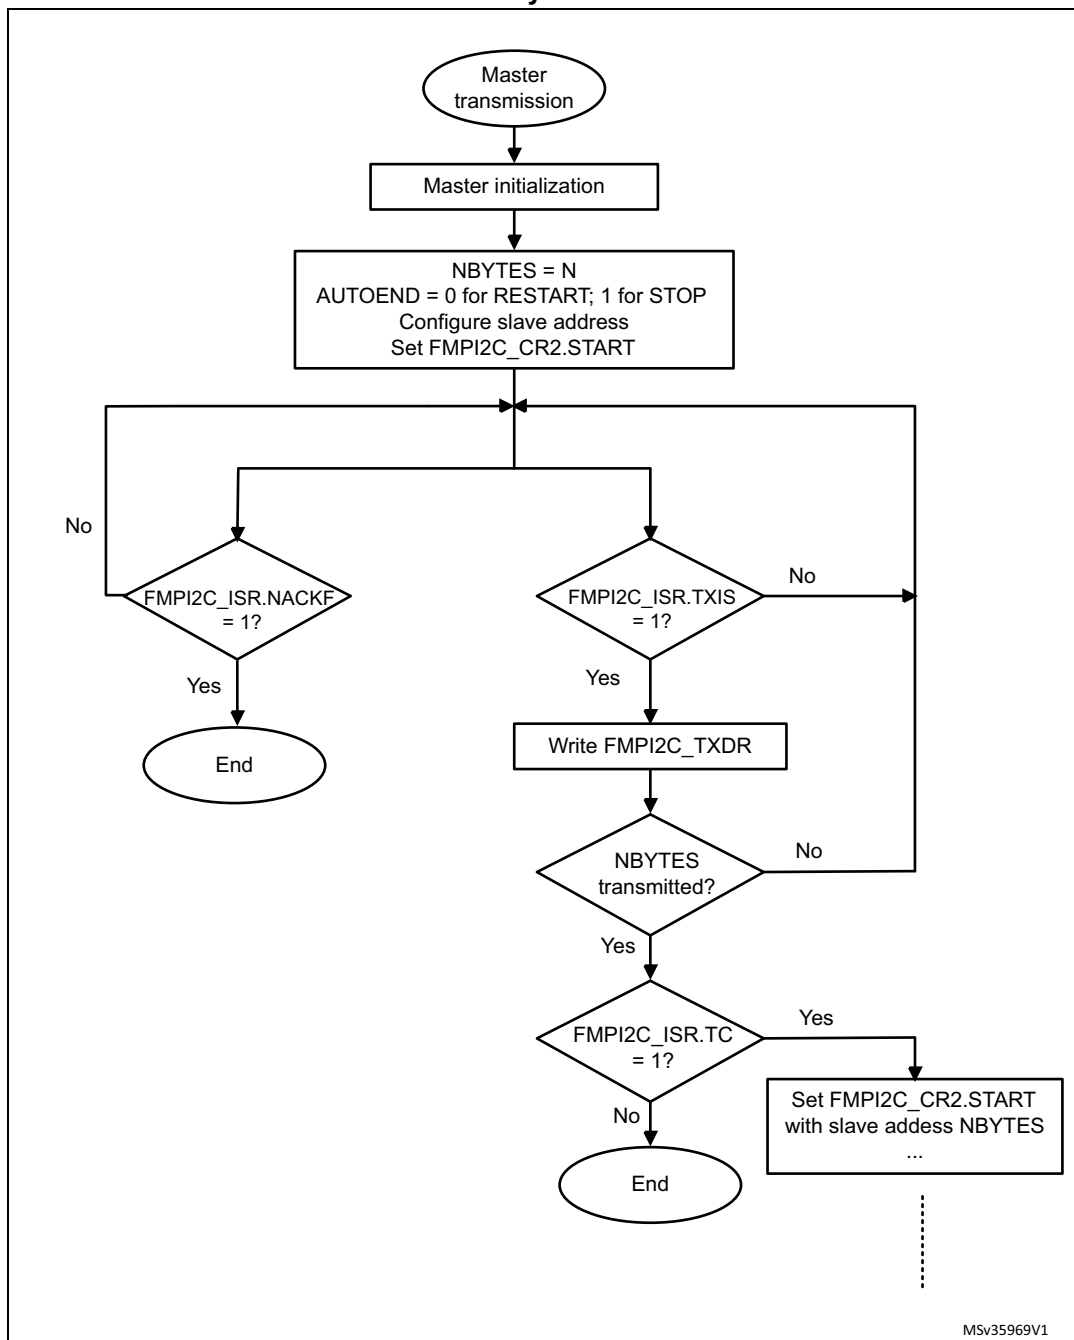 Master
transmission
Master initialization
NBYTES = N
AUTOEND = 0 for RESTART; 1 for STOP
Configure slave address
Set FMPI2C_CR2.START
No
FMPI2C_ISR.NACKF
= 1?
Yes
End
FMPI2C_ISR.TXIS
= 1?
No
Yes
Write FMPI2C_TXDR
NBYTES
transmitted?
No
Yes
FMPI2C_ISR.TC
= 1?
Yes
Set FMPI2C_CR2.START
with slave addess NBYTES
...
No
End
MSv35969V1